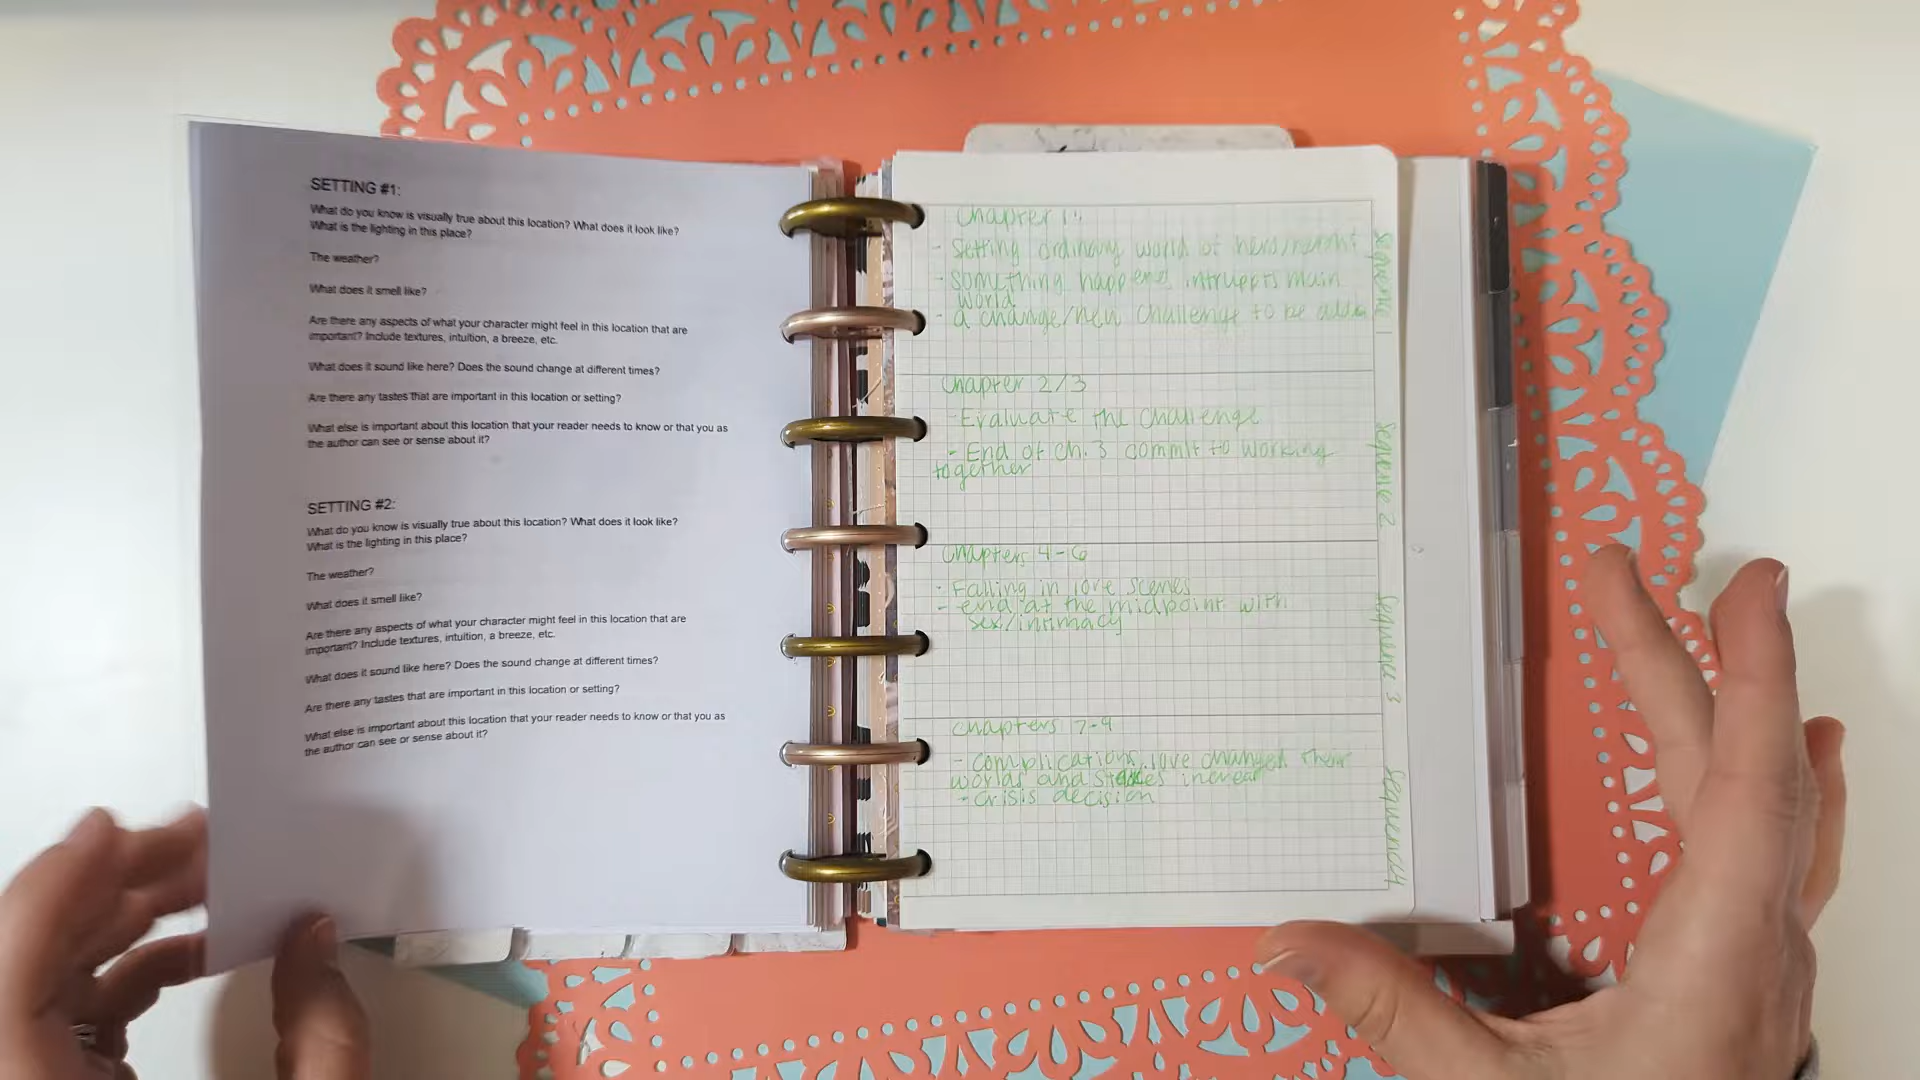 SETTING #1:
What do you know is visually true about this location? What does it look like?
What is the lighting in this place?
The weather?
What does it smell like?
Are there any aspects of what your character might feel in this location that are
important? Include textures, intuition, a breeze, etc.
What does it sound like here? Does the sound change at different times?
Are there any tastes that are important in this location or setting?
What else is important about this location that your reader needs to know or that you as
the author can see or sense about it?
SETTING #2:
What do you know is visually true about this location? What does it look like?
What is the lighting in this place?
The weather?
What does it smell like?
Are there any aspects of what your character might feel in this location that are
important? Include textures, intuition, a breeze, etc.
What does it sound like here? Does the sound change at different times?
Are there any tastes that are important in this location or setting?
What else is important about this location that your reader needs to know or that you as
the author can see or sense about it?
Chapter 1:
- Setting ordinary world of
- Something happens intrupts main
world
- a change/new challenge to be
Sequence 1
Chapter 2/3
- Evaluate the challenge
- End of Ch. 3 commit to working
together
Sequence 2
Chapters 4-6
- Falling in love scenes
- end at the midpoint with
sex/intimacy
Sequence 3
Chapters 7-9
- Complications, love changed their
worlds and stakes increase
- Crisis decision
Sequence 4